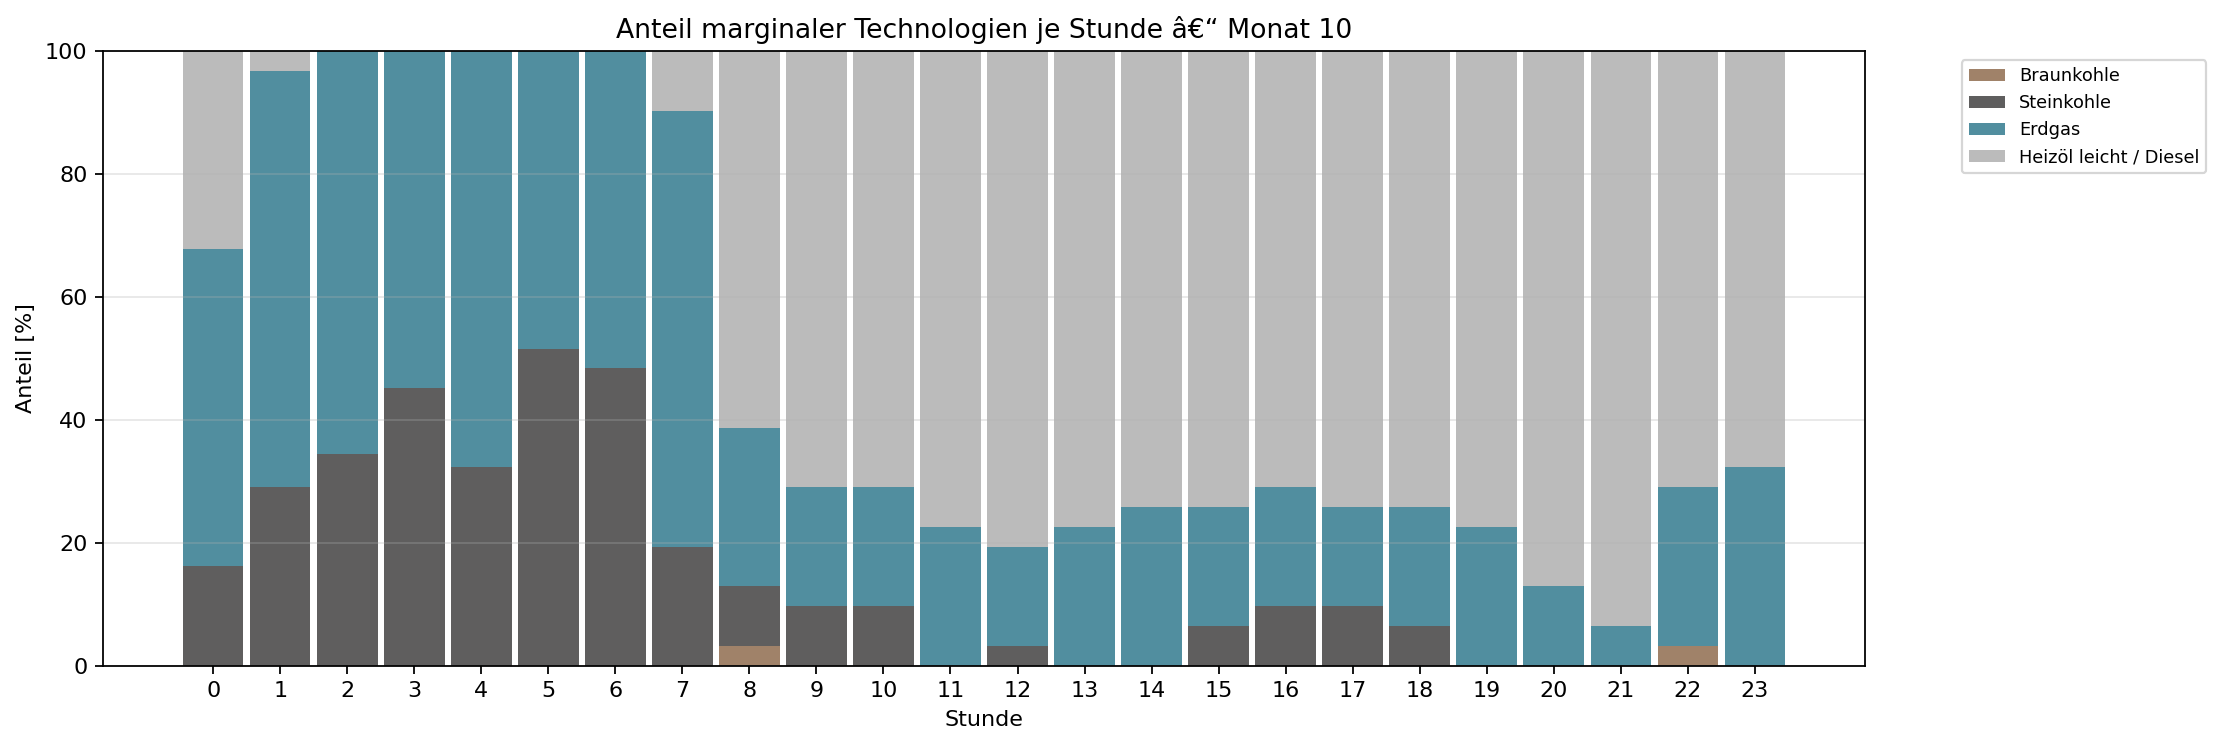 Anteil marginaler Technologien je Stunde â€“ Monat 10
Anteil [%]
100
80
60
40
20
0
0 1 2 3 4 5 6 7 8 9 10 11 12 13 14 15 16 17 18 19 20 21 22 23
Stunde
Braunkohle
Steinkohle
Erdgas
Heizöl leicht / Diesel